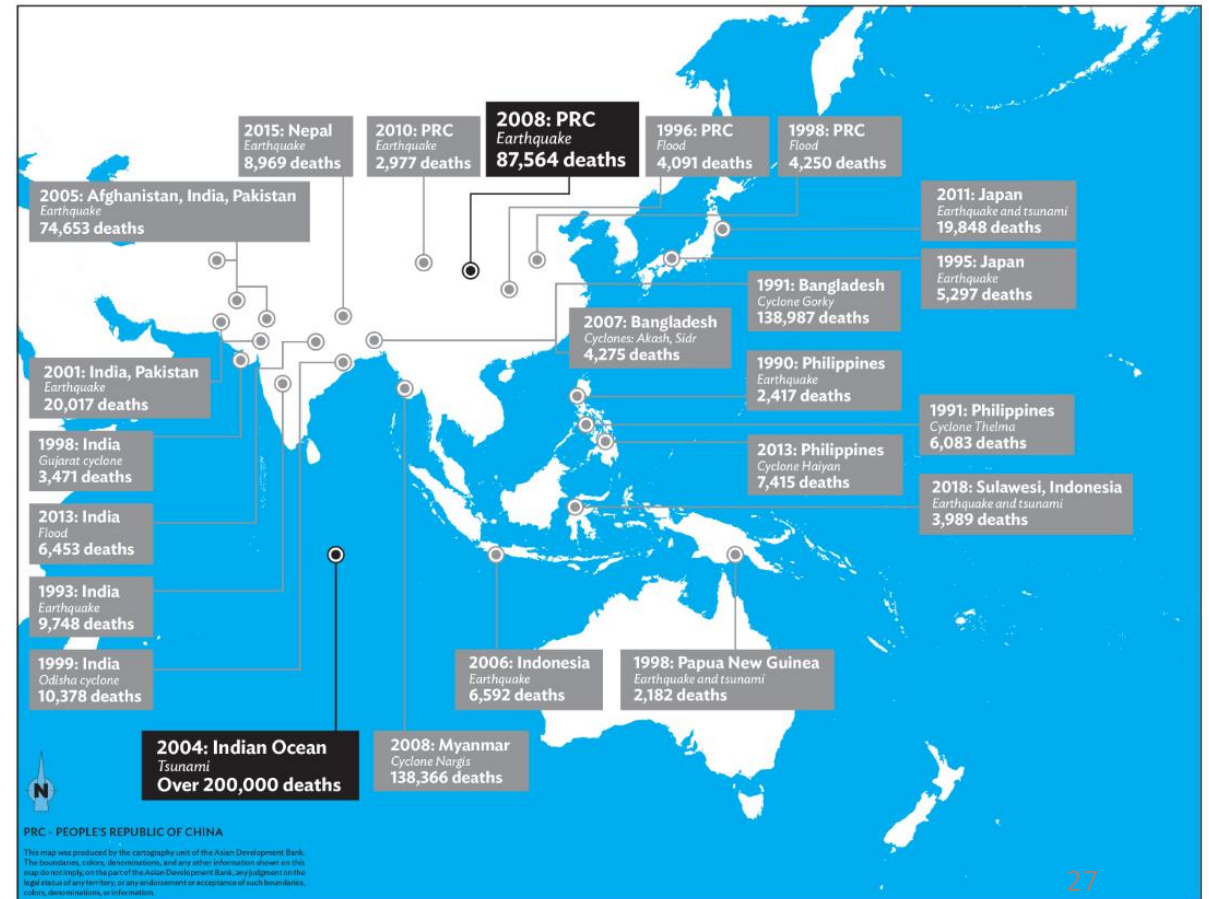 2015: Nepal
Earthquake
8,969 deaths
2010: PRC
Earthquake
2,977 deaths
2008: PRC
Earthquake
87,564 deaths
1996: PRC
Flood
4,091 deaths
1998: PRC
Flood
4,250 deaths
2005: Afghanistan, India, Pakistan
Earthquake
74,653 deaths
2011: Japan
Earthquake and tsunami
19,848 deaths
1995: Japan
Earthquake
5,297 deaths
1991: Bangladesh
Cyclone Gorky
138,987 deaths
2007: Bangladesh
Cyclones: Akash, Sidr
4,275 deaths
2001: India, Pakistan
Earthquake
20,017 deaths
1990: Philippines
Earthquake
2,417 deaths
1991: Philippines
Cyclone Thelma
6,083 deaths
1998: India
Gujarat cyclone
3,471 deaths
2013: Philippines
Cyclone Haiyan
7,415 deaths
2018: Sulawesi, Indonesia
Earthquake and tsunami
3,989 deaths
2013: India
Flood
6,453 deaths
1993: India
Earthquake
9,748 deaths
1999: India
Odisha cyclone
10,378 deaths
2006: Indonesia
Earthquake
6,592 deaths
1998: Papua New Guinea
Earthquake and tsunami
2,182 deaths
2004: Indian Ocean
Tsunami
Over 200,000 deaths
2008: Myanmar
Cyclone Nargis
138,366 deaths
N
PRC - PEOPLE'S REPUBLIC OF CHINA
This map was produced by the cartography unit of the Asian Development Bank.
The boundaries, colors, denominations, and any other information shown on this
map do not imply, on the part of the Asian Development Bank, any judgment on the
legal status of any territory, or any endorsement or acceptance of such boundaries,
colors, denominations, or information.
27